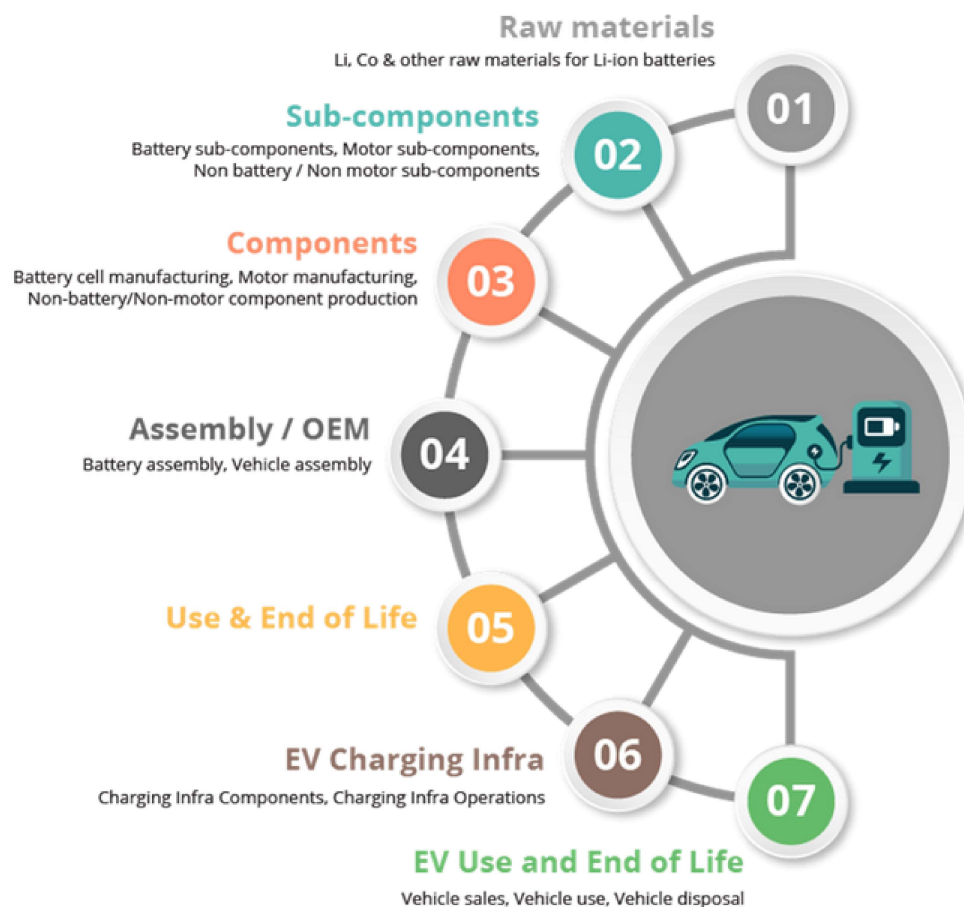 Raw materials
Li, Co & other raw materials for Li-ion batteries
01
Sub-components
Battery sub-components, Motor sub-components,
Non battery / Non motor sub-components
02
Components
Battery cell manufacturing, Motor manufacturing,
Non-battery/Non-motor component production
03
Assembly / OEM
Battery assembly, Vehicle assembly
04
Use & End of Life
05
EV Charging Infra
Charging Infra Components, Charging Infra Operations
06
07
EV Use and End of Life
Vehicle sales, Vehicle use, Vehicle disposal